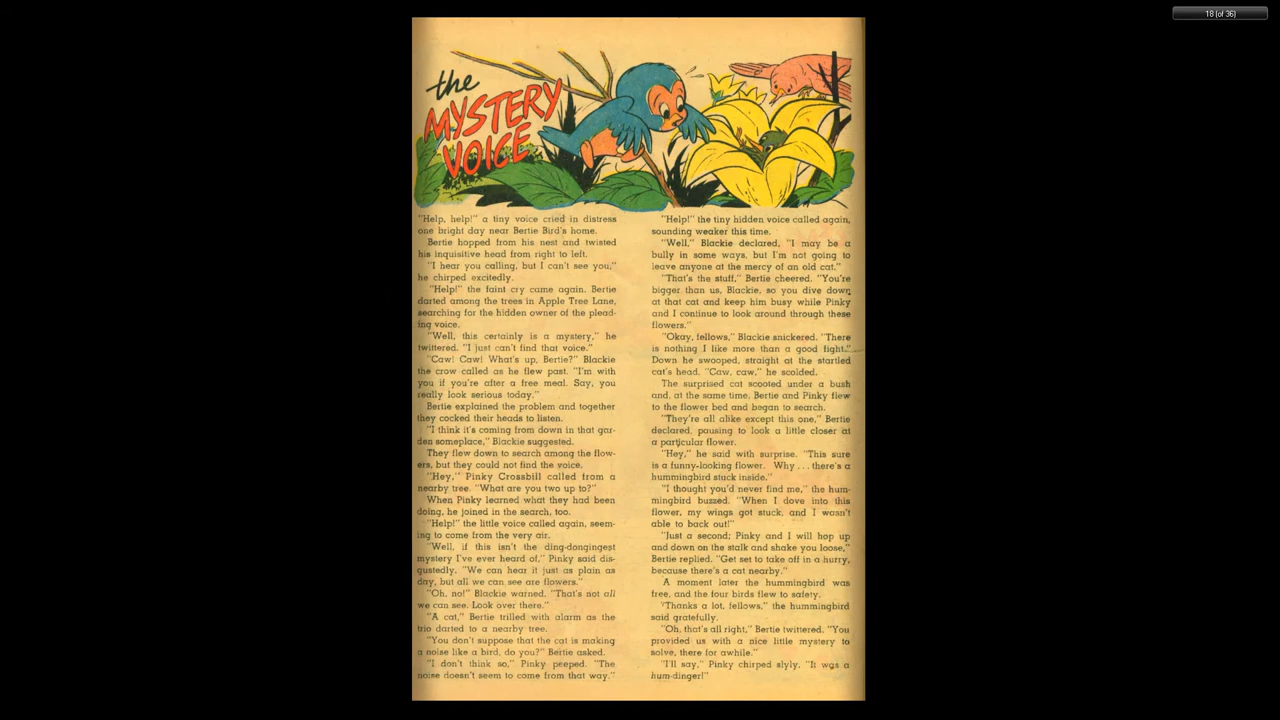 18 [of 36]
the
MYSTERY
VOICE
"Help, help!" a tiny voice cried in distress
one bright day near Bertie Bird's home.
Bertie hopped from his nest and twisted
his inquisitive head from right to left.
"I hear you calling, but I can't see you,"
he chirped excitedly.
"Help!" the faint cry came again. Bertie
darted among the trees in Apple Tree Lane,
searching for the hidden owner of the plead-
ing voice.
"Well, this certainly is a mystery," he
twittered. "I just can't find that voice."
"Caw! Caw! What's up, Bertie?" Blackie
the crow called as he flew past. "I'm with
you if you're after a free meal. Say, you
really look serious today."
Bertie explained the problem and together
they cocked their heads to listen.
"I think it's coming from down in that gar-
den someplace," Blackie suggested.
They flew down to search among the flow-
ers, but they could not find the voice.
"Hey," Pinky Crossbill called from a
nearby tree. "What are you two up to?"
When Pinky learned what they had been
doing, he joined in the search, too.
"Help!" the little voice called again, seem-
ing to come from the very air.
"Well, if this isn't the ding-dongingest
mystery I've ever heard of," Pinky said dis-
gustedly. "We can hear it just as plain as
day, but all we can see are flowers."
"Oh, no!" Blackie warned. "That's not all
we can see. Look over there."
"A cat," Bertie trilled with alarm as the
trio darted to a nearby tree.
"You don't suppose that the cat is making
a noise like a bird, do you?" Bertie asked.
"I don't think so," Pinky peeped. "The
noise doesn't seem to come from that way."
"Help!" the tiny hidden voice called again,
sounding weaker this time.
"Well," Blackie declared, "I may be a
bully in some ways, but I'm not going to
leave anyone at the mercy of an old cat."
"That's the stuff," Bertie cheered. "You're
bigger than us, Blackie, so you dive down
at that cat and keep him busy while Pinky
and I continue to look around through these
flowers."
"Okay, fellows," Blackie snickered. "There
is nothing I like more than a good fight."
Down he swooped, straight at the startled
cat's head. "Caw, caw," he scolded.
The surprised cat scooted under a bush
and, at the same time, Bertie and Pinky flew
to the flower bed and began to search.
"They're all alike except this one," Bertie
declared, pausing to look a little closer at
a particular flower.
"Hey," he said with surprise. "This sure
is a funny-looking flower. Why . . . there's a
hummingbird stuck inside."
"I thought you'd never find me," the hum-
mingbird buzzed. "When I dove into this
flower, my wings got stuck, and I wasn't
able to back out!"
"Just a second; Pinky and I will hop up
and down on the stalk and shake you loose,"
Bertie replied. "Get set to take off in a hurry,
because there's a cat nearby."
A moment later the hummingbird was
free, and the four birds flew to safety.
"Thanks a lot, fellows," the hummingbird
said gratefully.
"Oh, that's all right," Bertie twittered. "You
provided us with a nice little mystery to
solve, there for awhile."
"I'll say," Pinky chirped slyly. "It was a
hum-dinger!"